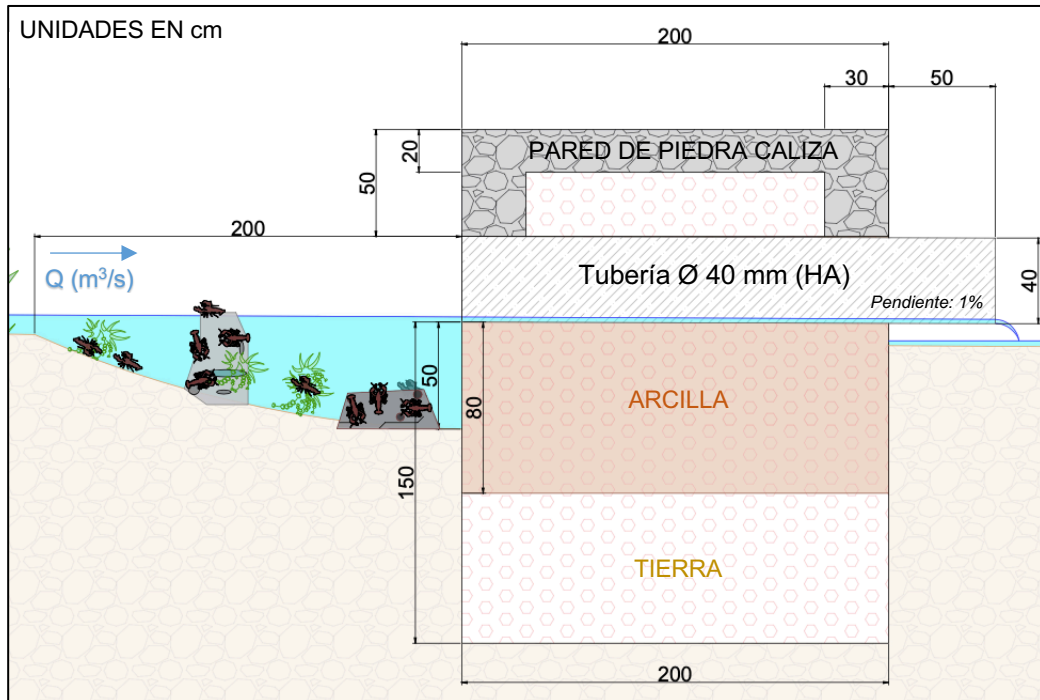 UNIDADES EN cm
200
30
50
20
50
PARED DE PIEDRA CALIZA
200
Q (m³/s)
Tubería Ø 40 mm (HA)
Pendiente: 1%
40
50
80
150
ARCILLA
TIERRA
200